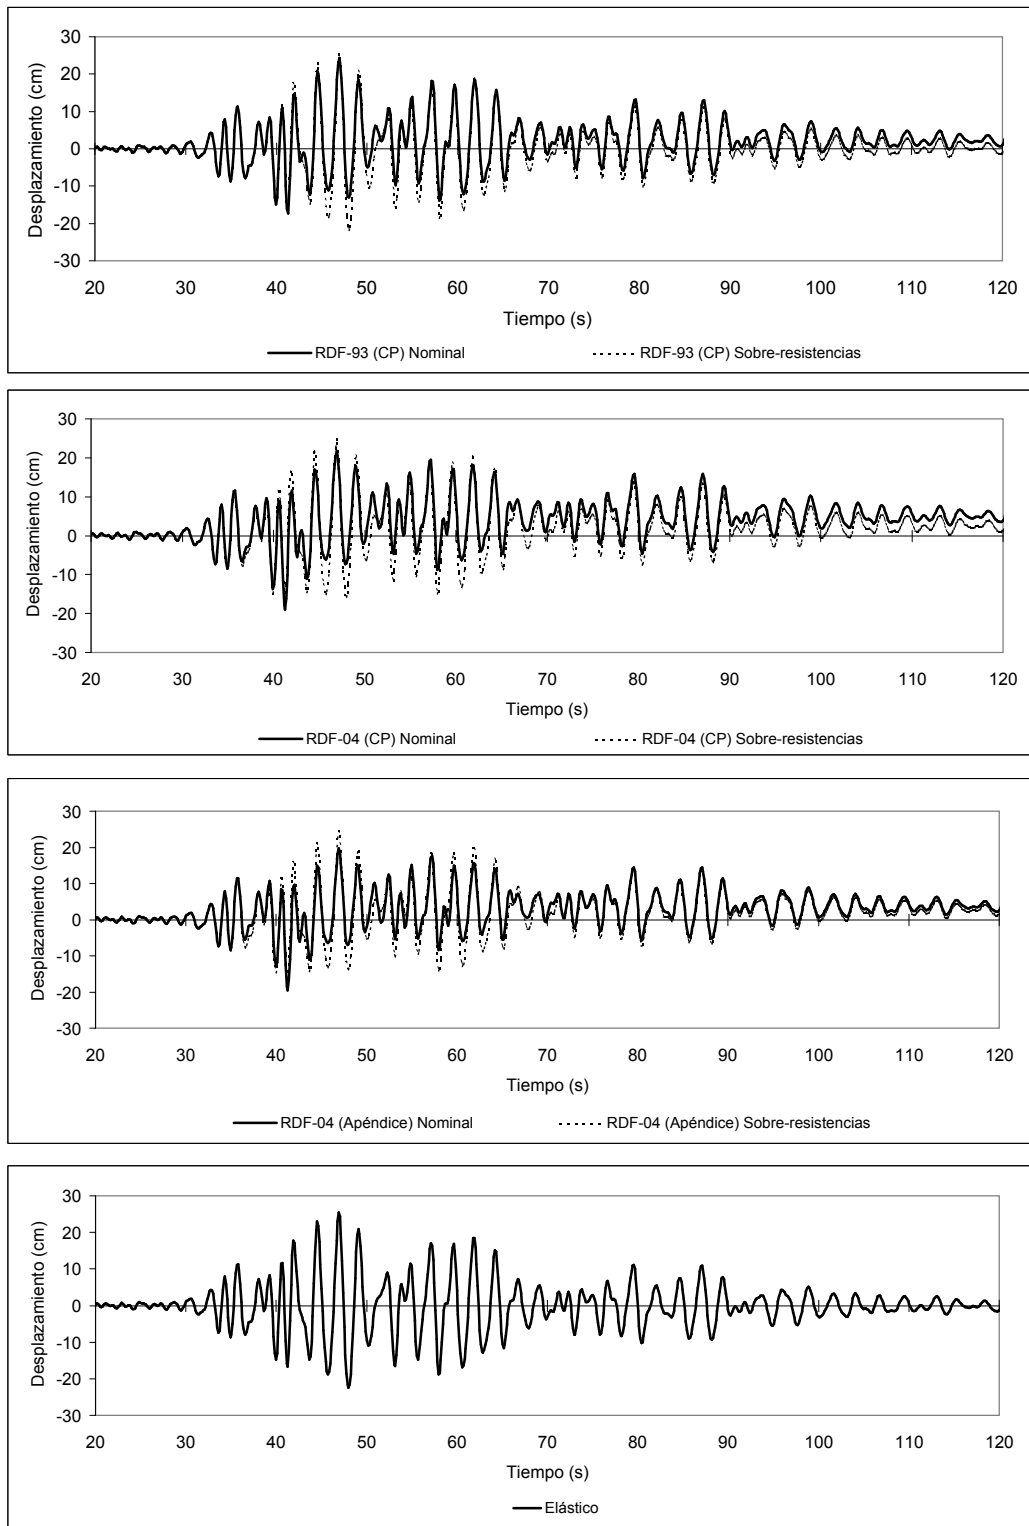 30
20
10
0
-10
-20
-30
Desplazamiento (cm)
20 30 40 50 60 70 80 90 100 110 120
Tiempo (s)
RDF-93 (CP) Nominal RDF-93 (CP) Sobre-resistencias
30
20
10
0
-10
-20
-30
Desplazamiento (cm)
20 30 40 50 60 70 80 90 100 110 120
Tiempo (s)
RDF-04 (CP) Nominal RDF-04 (CP) Sobre-resistencias
30
20
10
0
-10
-20
-30
Desplazamiento (cm)
20 30 40 50 60 70 80 90 100 110 120
Tiempo (s)
RDF-04 (Apéndice) Nominal RDF-04 (Apéndice) Sobre-resistencias
30
20
10
0
-10
-20
-30
Desplazamiento (cm)
20 30 40 50 60 70 80 90 100 110 120
Tiempo (s)
Elástico